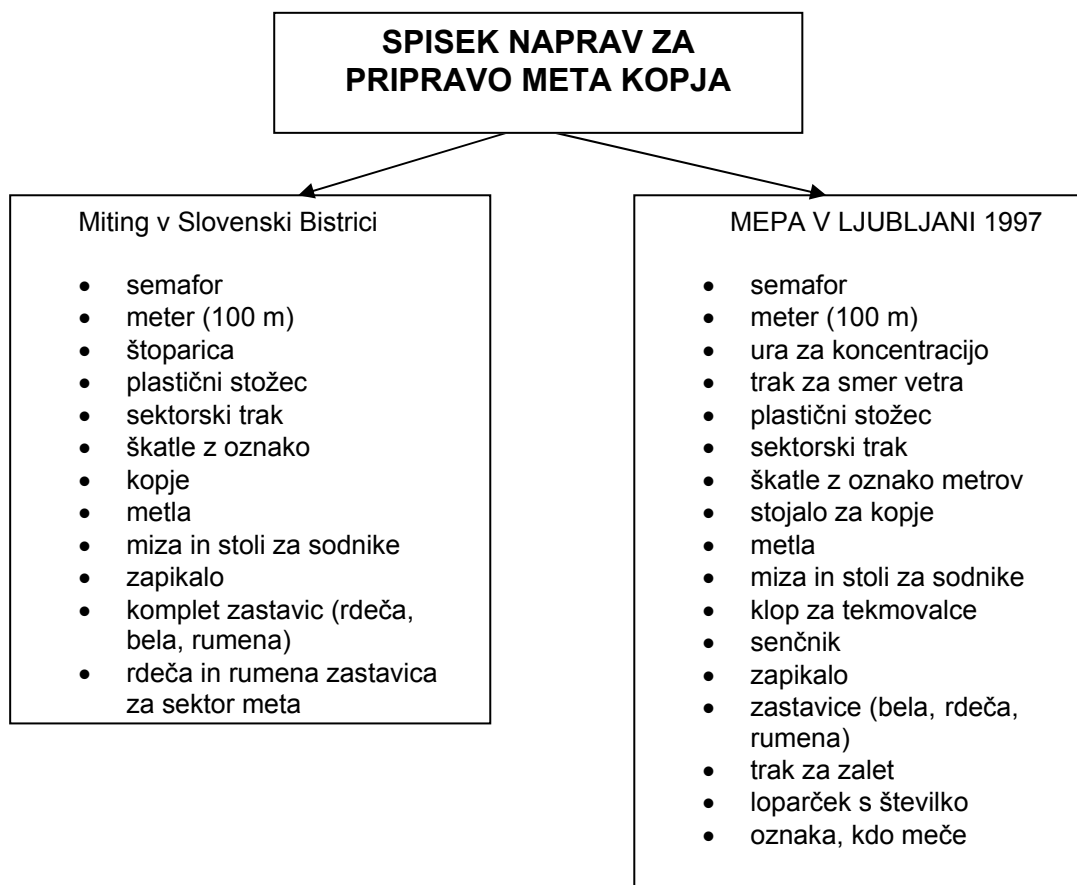 SPISEK NAPRAV ZA
PRIPRAVO META KOPJA
Miting v Slovenski Bistrici
• semafor
• meter (100 m)
• štoparica
• plastični stožec
• sektorski trak
• škatle z oznako
• kopje
• metla
• miza in stoli za sodnike
• zapikalo
• komplet zastavic (rdeča,
bela, rumena)
• rdeča in rumena zastavica
za sektor meta
MEPA V LJUBLJANI 1997
• semafor
• meter (100 m)
• ura za koncentracijo
• trak za smer vetra
• plastični stožec
• sektorski trak
• škatle z oznako metrov
• stojalo za kopje
• metla
• miza in stoli za sodnike
• klop za tekmovalce
• senčnik
• zapikalo
• zastavice (bela, rdeča,
rumena)
• trak za zalet
• loparček s številko
• oznaka, kdo meče